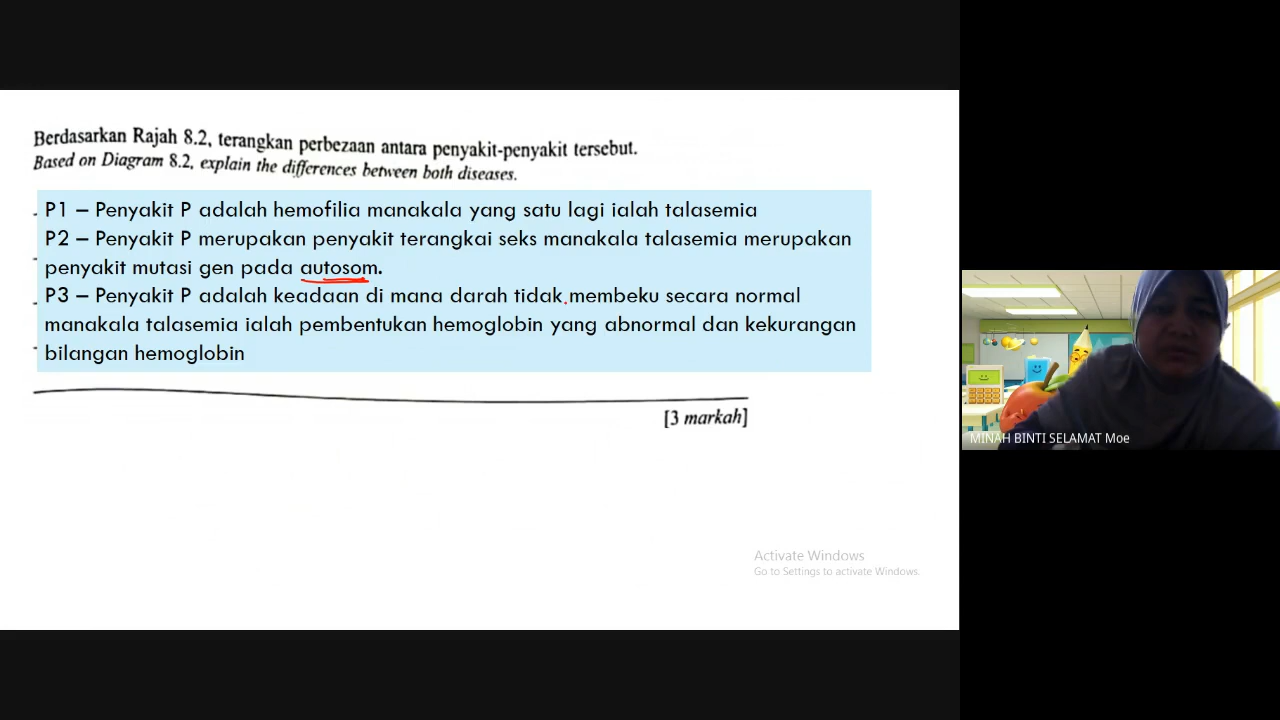 Berdasarkan Rajah 8.2, terangkan perbezaan antara penyakit-penyakit tersebut.
Based on Diagram 8.2, explain the differences between both diseases.
P1 – Penyakit P adalah hemofilia manakala yang satu lagi ialah talasemia
P2 – Penyakit P merupakan penyakit terangkai seks manakala talasemia merupakan
penyakit mutasi gen pada autosom.
P3 – Penyakit P adalah keadaan di mana darah tidak membeku secara normal
manakala talasemia ialah pembentukan hemoglobin yang abnormal dan kekurangan
bilangan hemoglobin
[3 markah]
MINAH BINTI SELAMAT Moe
Activate Windows
Go to Settings to activate Windows.